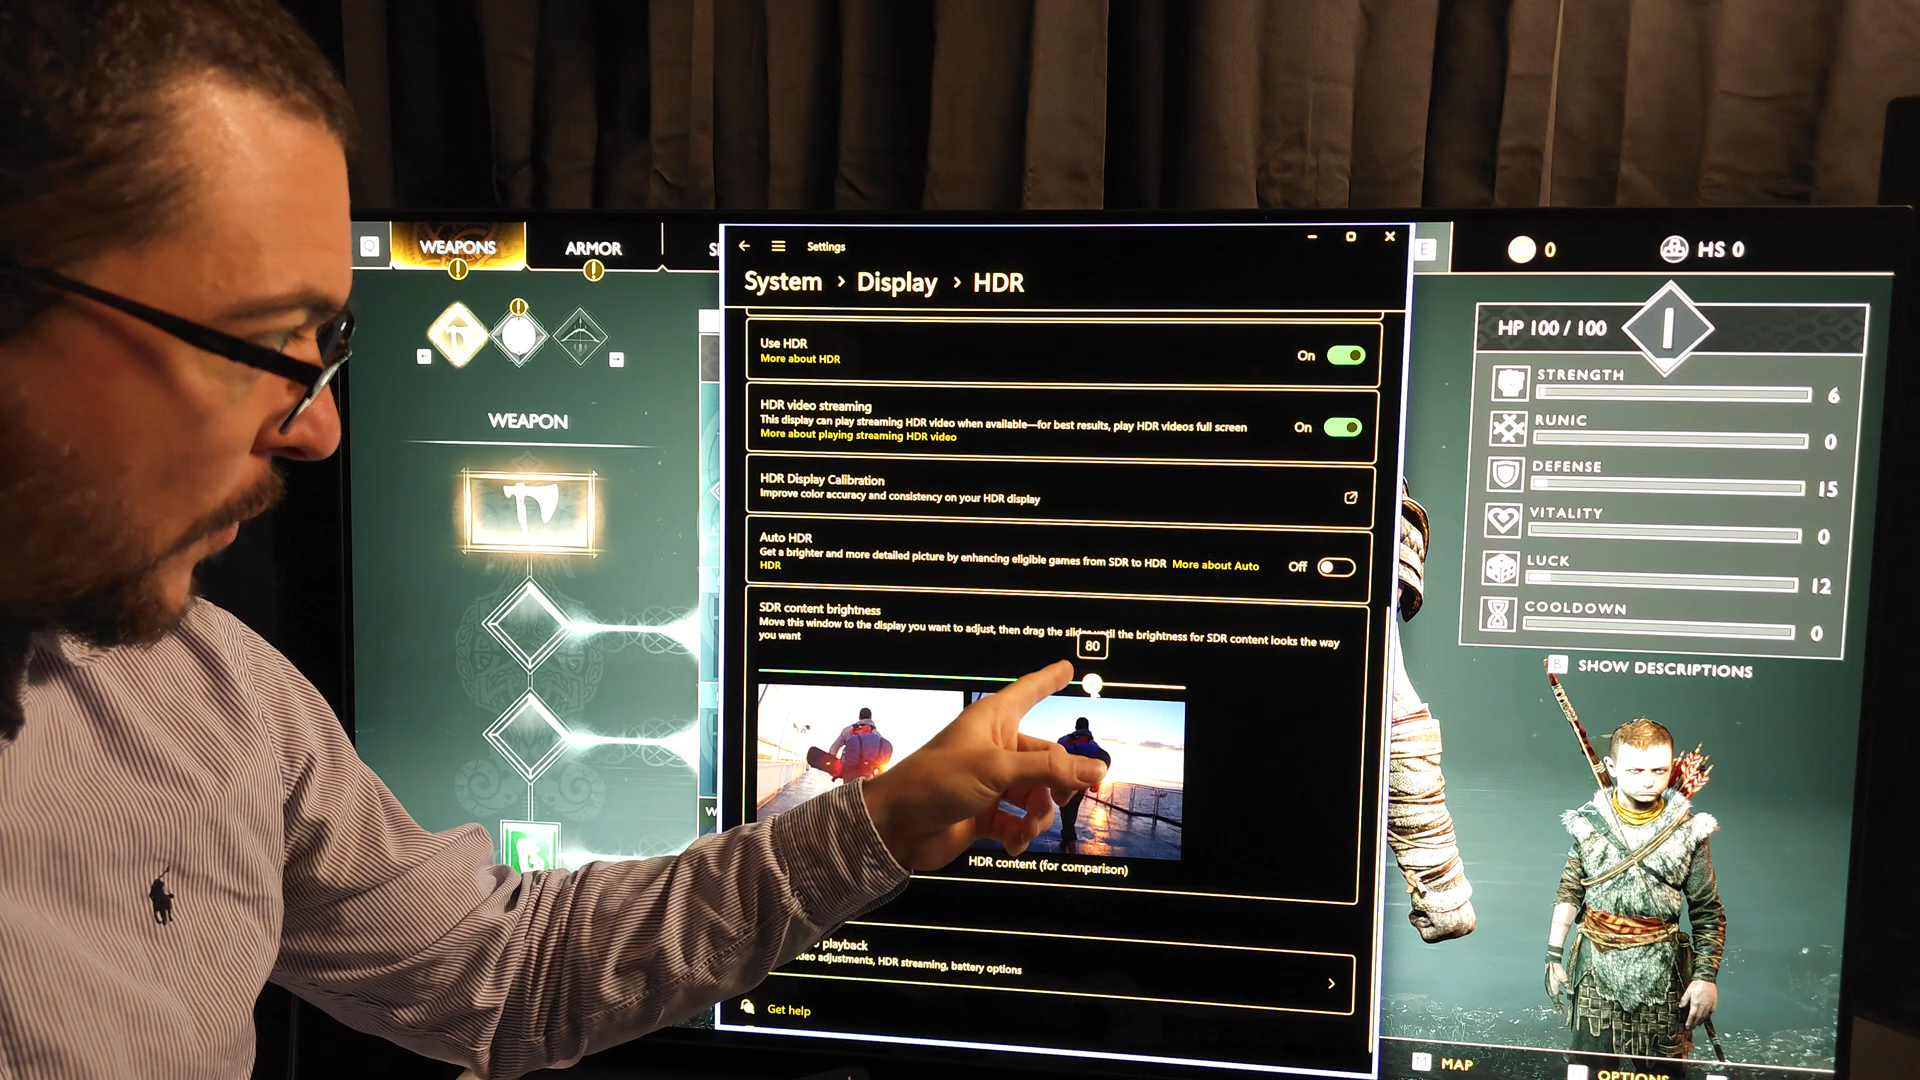 Q
WEAPONS
ARMOR
WEAPON
Settings
System > Display > HDR
Use HDR
More about HDR
On
HDR video streaming
This display can play streaming HDR video when available—for best results, play HDR videos full screen
More about playing streaming HDR video
On
HDR Display Calibration
Improve color accuracy and consistency on your HDR display
Auto HDR
Get a brighter and more detailed picture by enhancing eligible games from SDR to HDR More about Auto
HDR
Off
SDR content brightness
Move this window to the display you want to adjust, then drag the slider until the brightness for SDR content looks the way
you want
80
HDR content (for comparison)
playback
adjustments, HDR streaming, battery options
Get help
E
0
HS 0
HP 100 / 100
I
STRENGTH
6
RUNIC
0
DEFENSE
15
VITALITY
0
LUCK
12
COOLDOWN
0
B SHOW DESCRIPTIONS
M MAP
OPTIONS